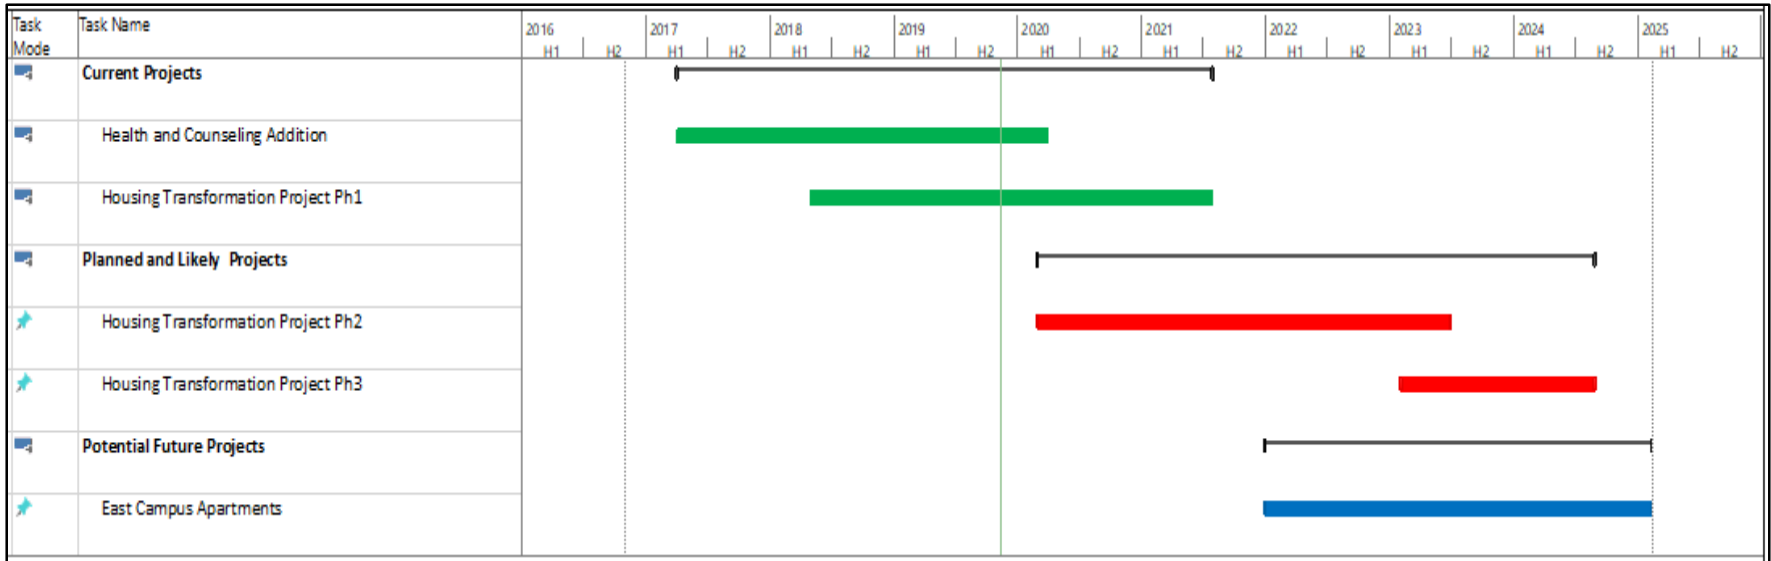 Task Mode Task Name 2016 2017 2018 2019 2020 2021 2022 2023 2024 2025
H1 H2 H1 H2 H1 H2 H1 H2 H1 H2 H1 H2 H1 H2 H1 H2 H1 H2 H1 H2
Current Projects
Health and Counseling Addition
Housing Transformation Project Ph1
Planned and Likely Projects
Housing Transformation Project Ph2
Housing Transformation Project Ph3
Potential Future Projects
East Campus Apartments